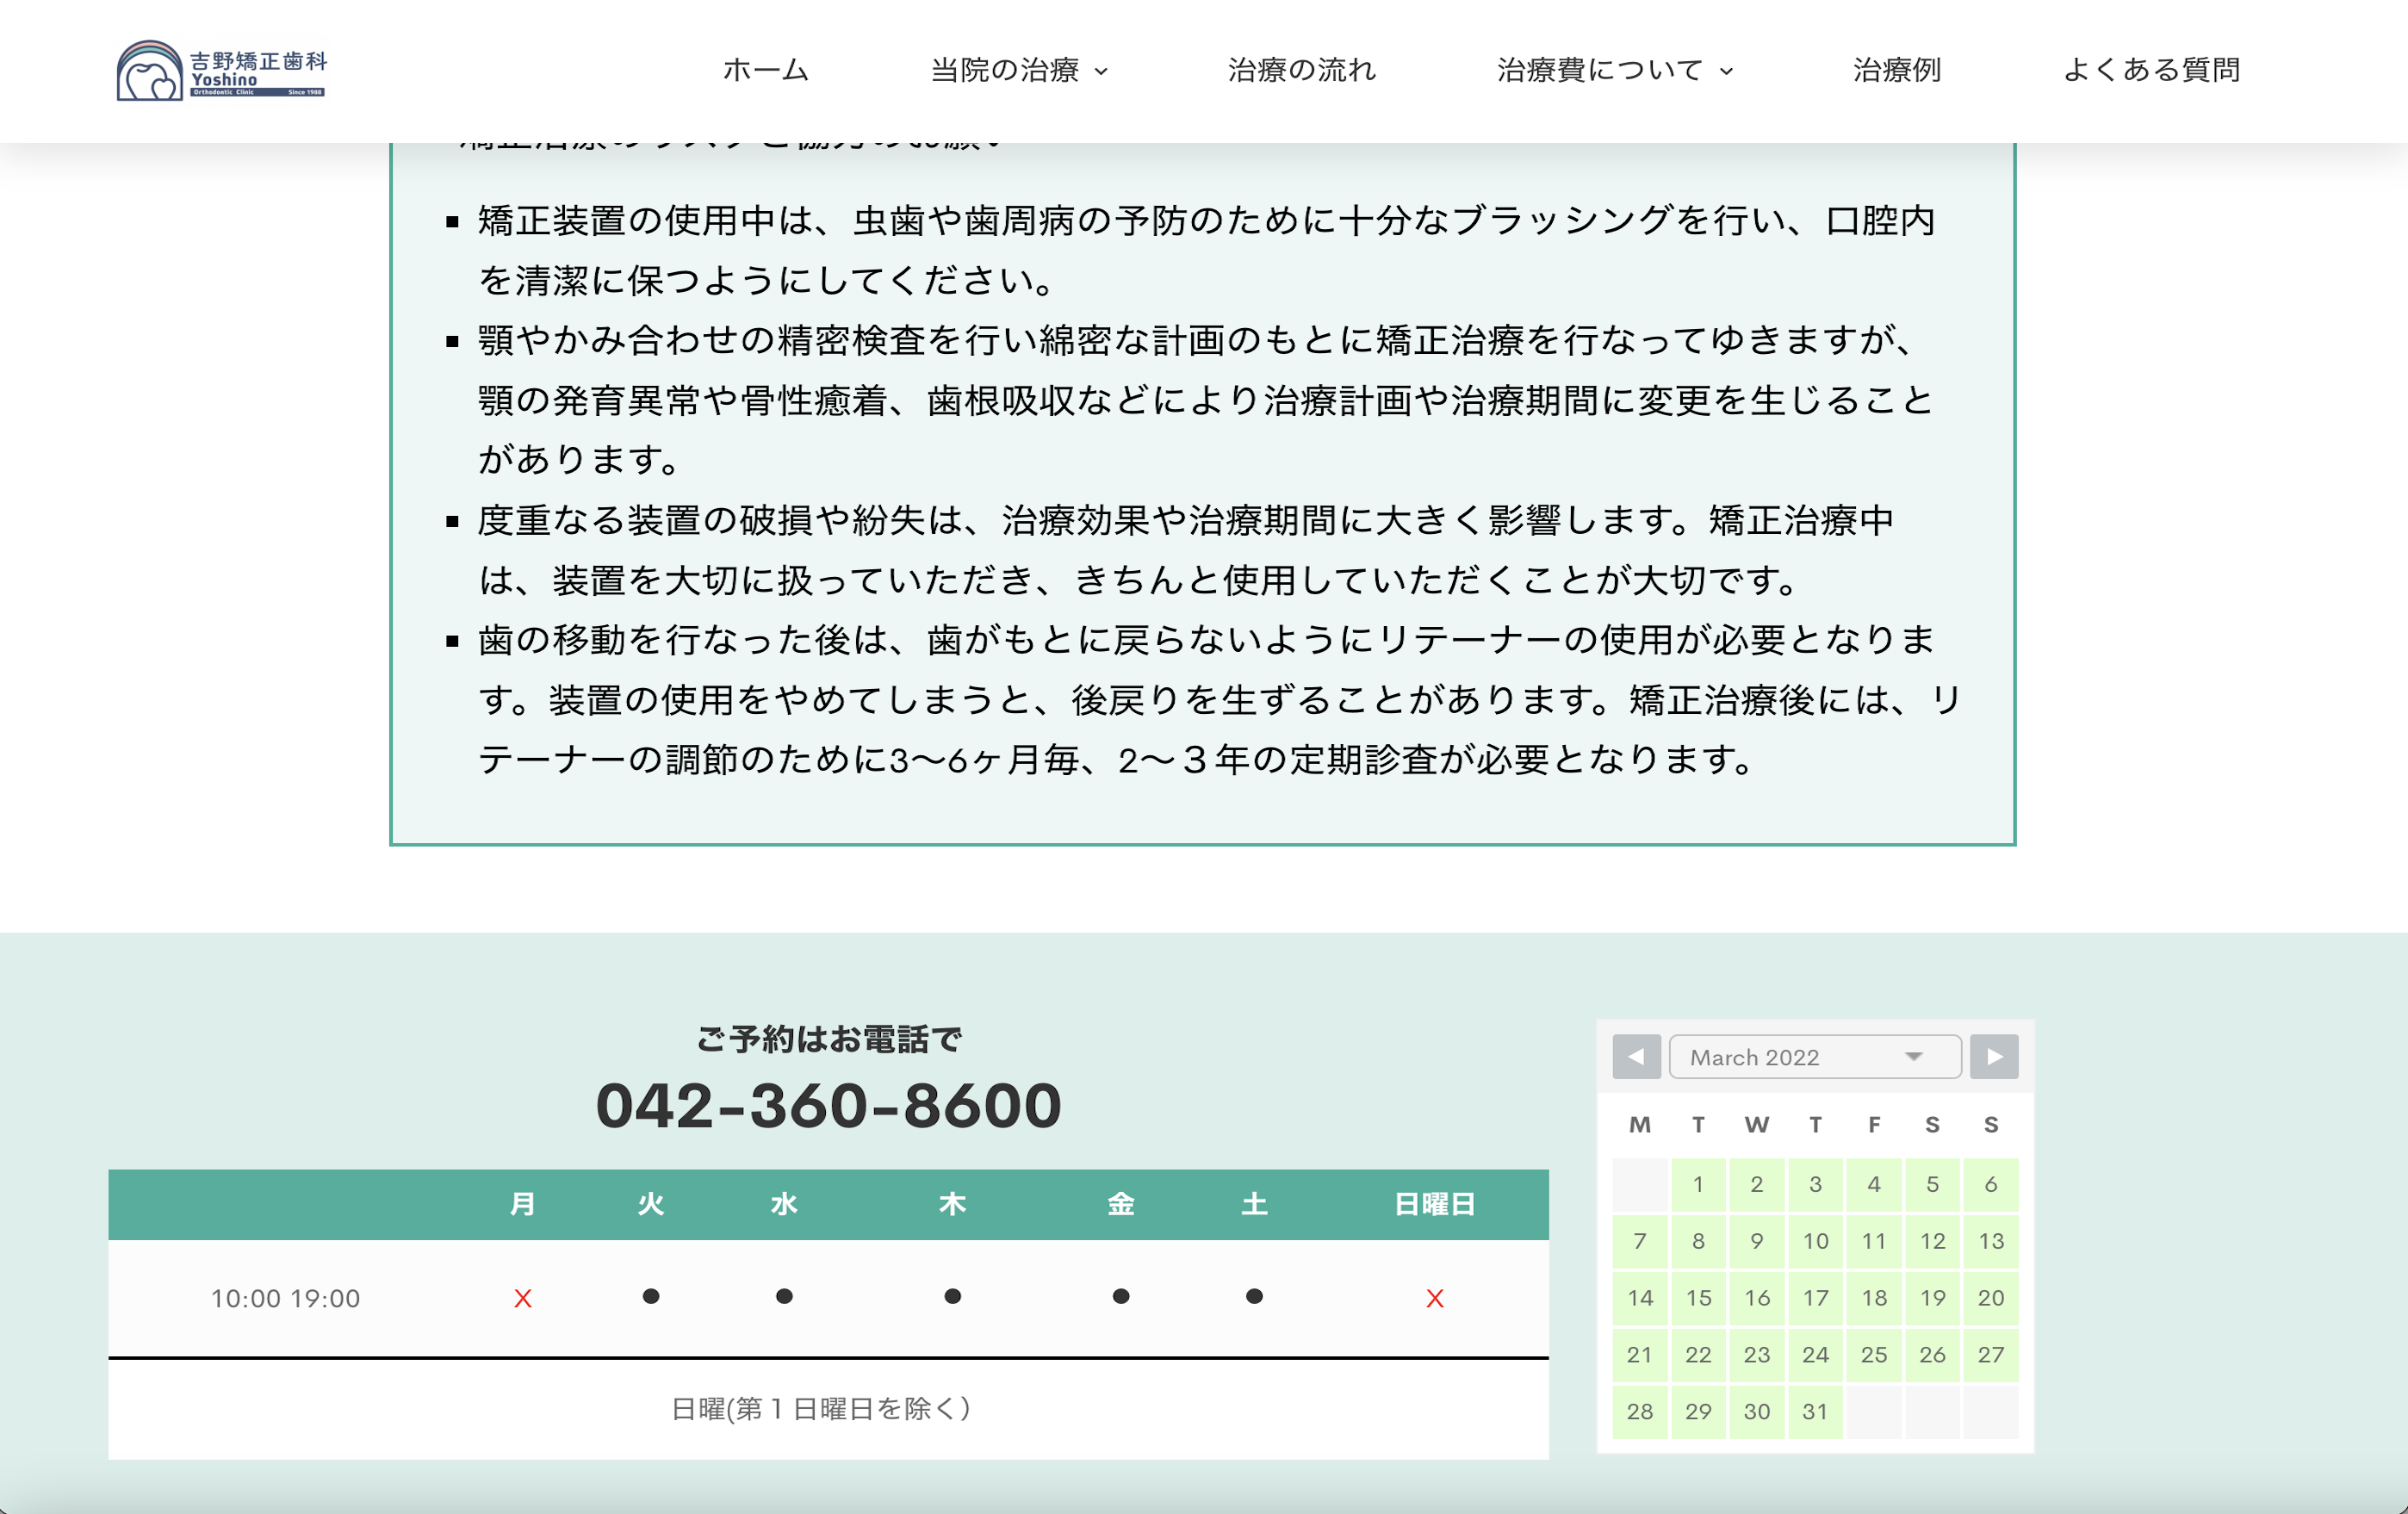 吉野矯正歯科
Yoshino
Orthodontic Clinic Since 1988
ホーム 当院の治療 治療の流れ 治療費について 治療例 よくある質問
矯正治療のリスクと協力のお願い
▪ 矯正装置の使用中は、虫歯や歯周病の予防のために十分なブラッシングを行い、口腔内
を清潔に保つようにしてください。
▪ 顎やかみ合わせの精密検査を行い綿密な計画のもとに矯正治療を行なってゆきますが、
顎の発育異常や骨性癒着、歯根吸収などにより治療計画や治療期間に変更を生じること
があります。
▪ 度重なる装置の破損や紛失は、治療効果や治療期間に大きく影響します。矯正治療中
は、装置を大切に扱っていただき、きちんと使用していただくことが大切です。
▪ 歯の移動を行なった後は、歯がもとに戻らないようにリテーナーの使用が必要となりま
す。装置の使用をやめてしまうと、後戻りを生ずることがあります。矯正治療後には、リ
テーナーの調節のために3〜6ヶ月毎、2〜３年の定期診査が必要となります。
ご予約はお電話で
042-360-8600
月 火 水 木 金 土 日曜日
10:00 19:00 X ● ● ● ● ● X
日曜(第１日曜日を除く）
March 2022
M T W T F S S
1 2 3 4 5 6
7 8 9 10 11 12 13
14 15 16 17 18 19 20
21 22 23 24 25 26 27
28 29 30 31